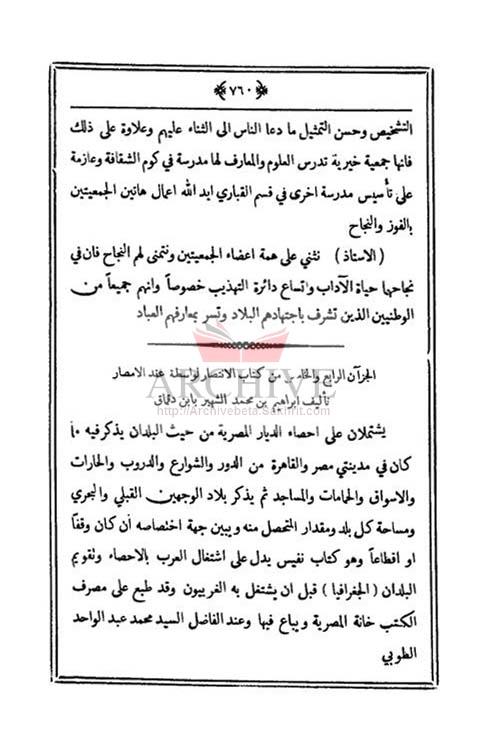 ﴿٧٦٠﴾
التشخيص وحسن التمثيل ما دعا الناس الى الثناء عليهم وعلاوة على ذلك
فانها جمعية خيرية تدرس العلوم والمعارف لها مدرسة في كوم الشقافة وعازمة
على تأسيس مدرسة اخرى في قسم القباري ايد الله اعمال هاتين الجمعيتين
بالفوز والنجاح
(الاستاذ) نثني على همة اعضاء الجمعيتين ونتمنى لهم النجاح فان في
نجاحها حياة الآداب واتساع دائرة التهذيب خصوصاً وانهم جميعاً من
الوطنيين الذين تشرف باجتهادهم البلاد وتسر بمعارفهم العباد
الجزآن الرابع والخامس من كتاب الانتصار لواسطة عقد الامصار
ARCHIVE
تأليف ابراهيم بن محمد الشهير بابن دقماق
http://Archivebeta.Sakhrit.com
يشتملان على احصاء الديار المصرية من حيث البلدان يذكر فيه ما
كان في مدينتي مصر والقاهرة من الدور والشوارع والدروب والحارات
والاسواق والحمامات والمساجد ثم يذكر بلاد الوجهين القبلي والبحري
ومساحة كل بلد ومقدار المتحصل منه ويبين جهة اختصاصه أن كان وقفاً
او اقطاعاً وهو كتاب نفيس يدل على اشتغال العرب بالاحصاء وتقويم
البلدان (الجغرافيا) قبل ان يشتغل به الغربيون وقد طبع على مصرف
الكتب خانة المصرية ويباع فيها وعند الفاضل السيد محمد عبد الواحد
الطوبي